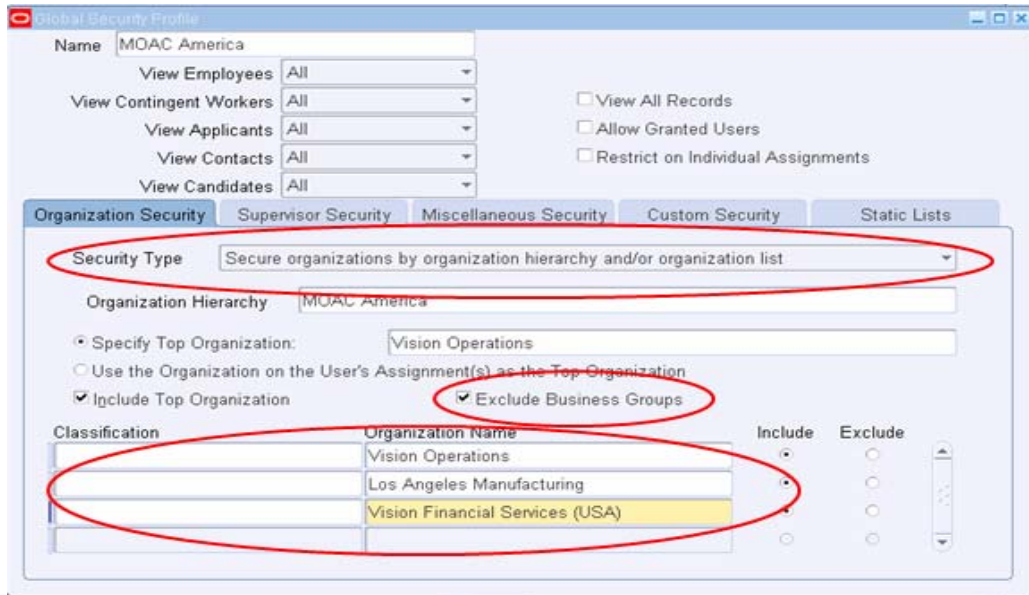 Global Security Profile
Name MOAC America
View Employees All
View Contingent Workers All View All Records
View Applicants All Allow Granted Users
View Contacts All Restrict on Individual Assignments
View Candidates All
Organization Security Supervisor Security Miscellaneous Security Custom Security Static Lists
Security Type Secure organizations by organization hierarchy and/or organization list
Organization Hierarchy MOAC America
Specify Top Organization: Vision Operations
Use the Organization on the User's Assignment(s) as the Top Organization
Include Top Organization Exclude Business Groups
Classification Organization Name Include Exclude
Vision Operations
Los Angeles Manufacturing
Vision Financial Services (USA)